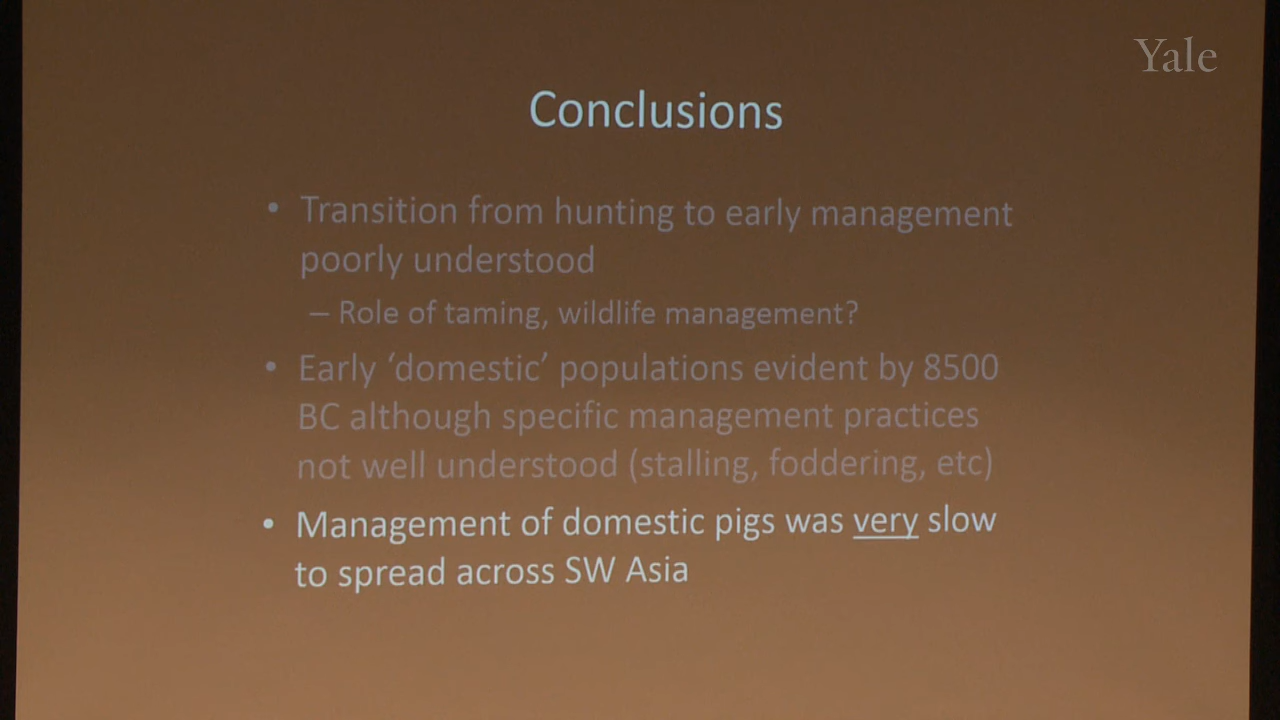 Yale
Conclusions
• Transition from hunting to early management
poorly understood
– Role of taming, wildlife management?
• Early ‘domestic’ populations evident by 8500
BC although specific management practices
not well understood (stalling, foddering, etc)
• Management of domestic pigs was very slow
to spread across SW Asia